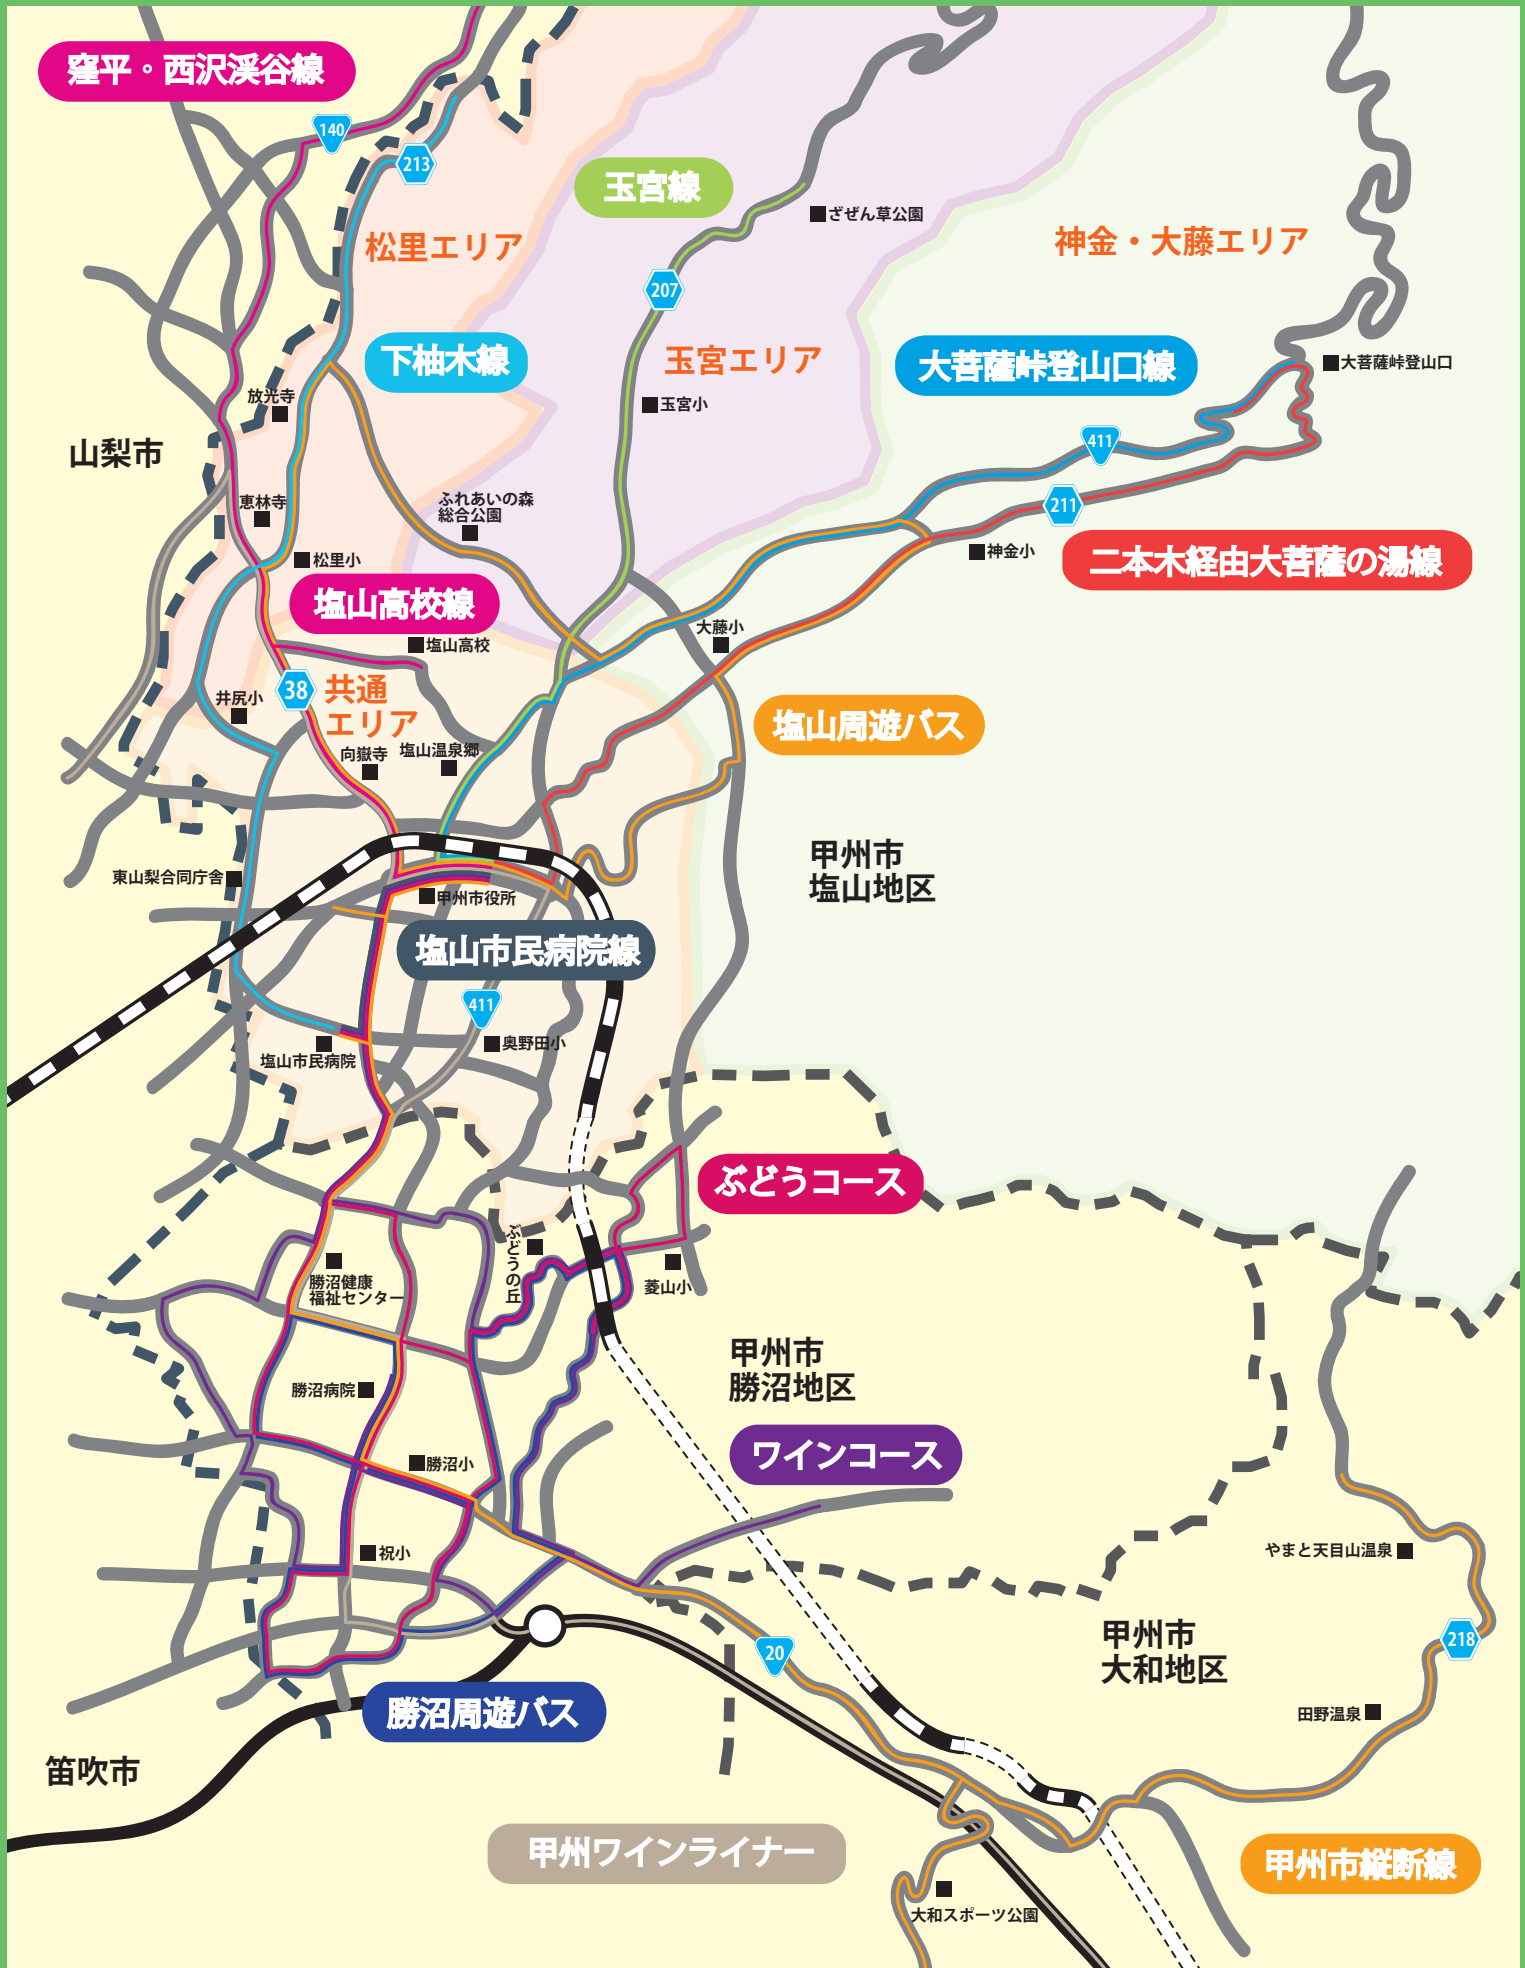 窪平。西沢渓谷線
140
213
玉宮線
ざぜん草公園
松里エリア
神金・大藤エリア
207
下柚木線
玉宮エリア
大菩薩峠登山口線
大菩薩峠登山口
放光寺
玉宮小
山梨市
411
恵林寺
ふれあいの森
総合公園
211
松里小
神金小
二本木経由大菩薩の湯線
塩山高校線
塩山高校
大藤小
井尻小
38
共通
エリア
向嶽寺
塩山温泉郷
塩山周遊バス
東山梨合同庁舎
甲州市
塩山地区
甲州市役所
塩山市民病院線
411
奥野田小
塩山市民病院
ぶどうコース
ぶどうの丘
勝沼健康
福祉センター
菱山小
甲州市
勝沼地区
勝沼病院
ワインコース
勝沼小
祝小
やまと天目山温泉
20
甲州市
大和地区
218
勝沼周遊バス
田野温泉
笛吹市
甲州ワインライナー
甲州市縦断線
大和スポーツ公園